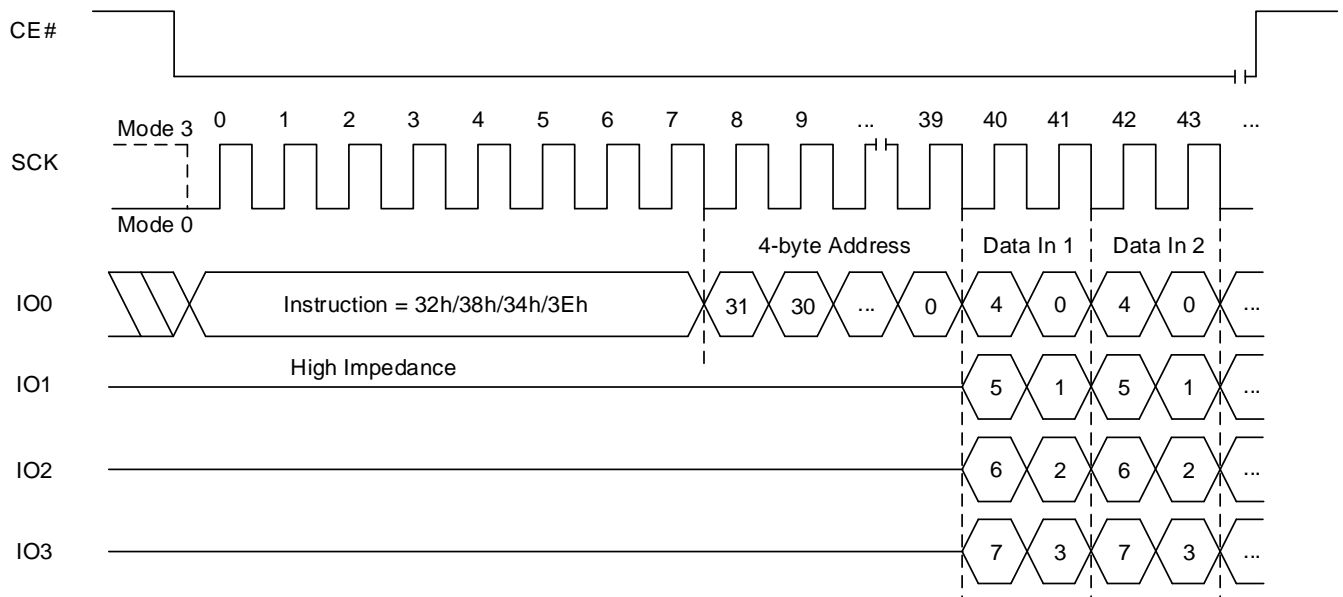 CE#
Mode 3 0 1 2 3 4 5 6 7 8 9 ... 39 40 41 42 43 ...
SCK
Mode 0
4-byte Address Data In 1 Data In 2
IO0 Instruction = 32h/38h/34h/3Eh 31 30 ... 0 4 0 4 0 ...
High Impedance
IO1 5 1 5 1 ...
IO2 6 2 6 2 ...
IO3 7 3 7 3 ...